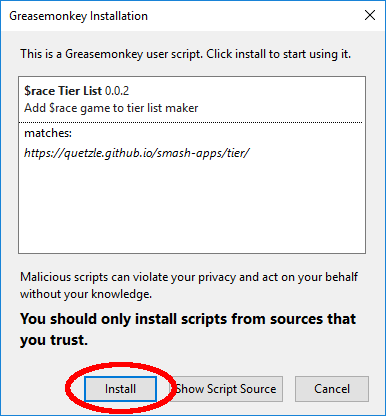 Greasemonkey Installation
This is a Greasemonkey user script. Click install to start using it.
$race Tier List 0.0.2
Add $race game to tier list maker
matches:
https://quetzle.github.io/smash-apps/tier/
Malicious scripts can violate your privacy and act on your behalf
without your knowledge.
You should only install scripts from sources that
you trust.
Install Show Script Source Cancel